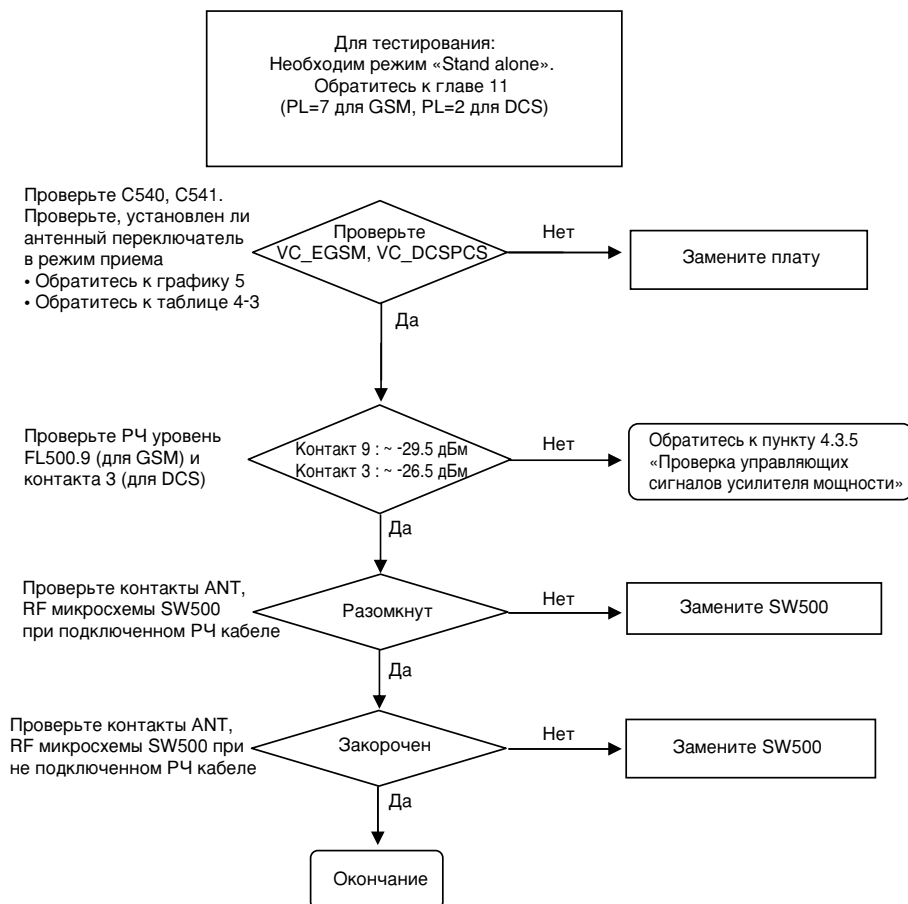 Для тестирования:
Необходим режим «Stand alone».
Обратитесь к главе 11
(PL=7 для GSM, PL=2 для DCS)
Проверьте C540, C541.
Проверьте, установлен ли
антенный переключатель
в режим приема
• Обратитесь к графику 5
• Обратитесь к таблице 4-3
Проверьте
VC_EGSM, VC_DCSPCS
Нет
Замените плату
Да
Проверьте РЧ уровень
FL500.9 (для GSM) и
контакта 3 (для DCS)
Контакт 9 : ~ -29.5 дБм
Контакт 3 : ~ -26.5 дБм
Нет
Обратитесь к пункту 4.3.5
«Проверка управляющих
сигналов усилителя мощности»
Да
Проверьте контакты ANT,
RF микросхемы SW500
при подключенном РЧ кабеле
Разомкнут
Нет
Замените SW500
Да
Проверьте контакты ANT,
RF микросхемы SW500 при
не подключенном РЧ кабеле
Закорочен
Нет
Замените SW500
Да
Окончание